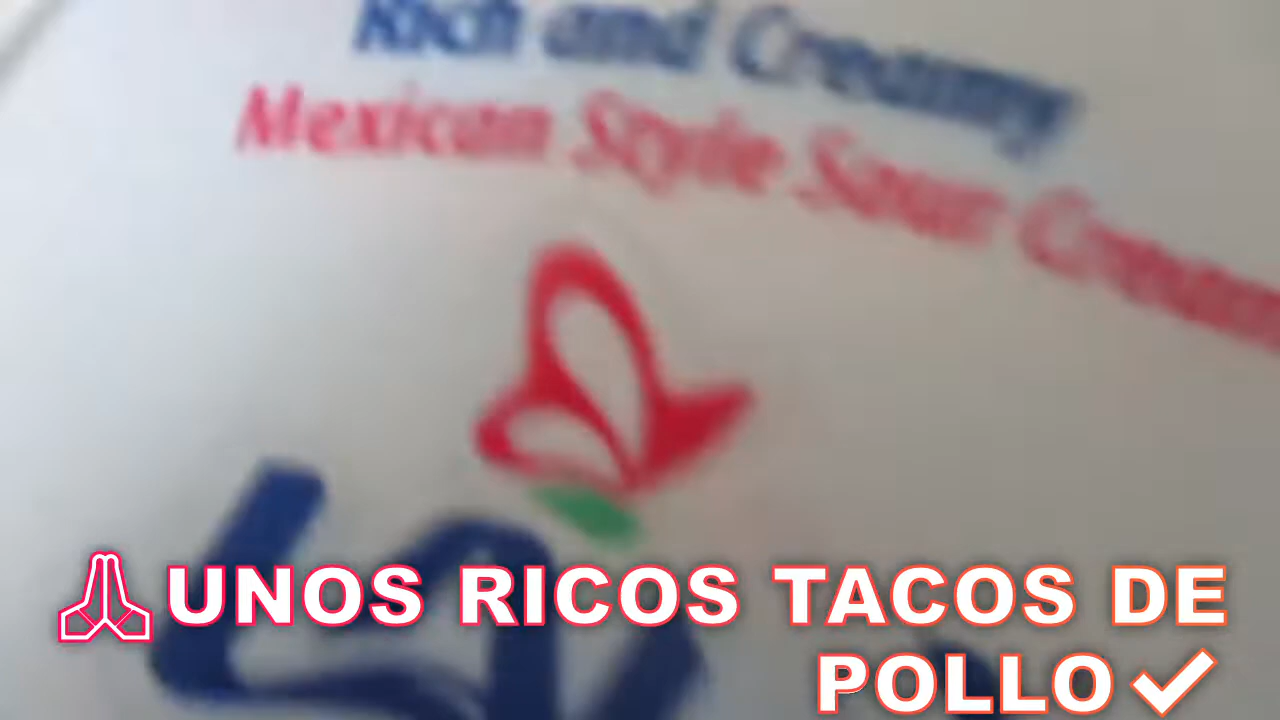 Rich and Creamy
Mexican Style Sour Cream
🙏UNOS RICOS TACOS DE
POLLO✔